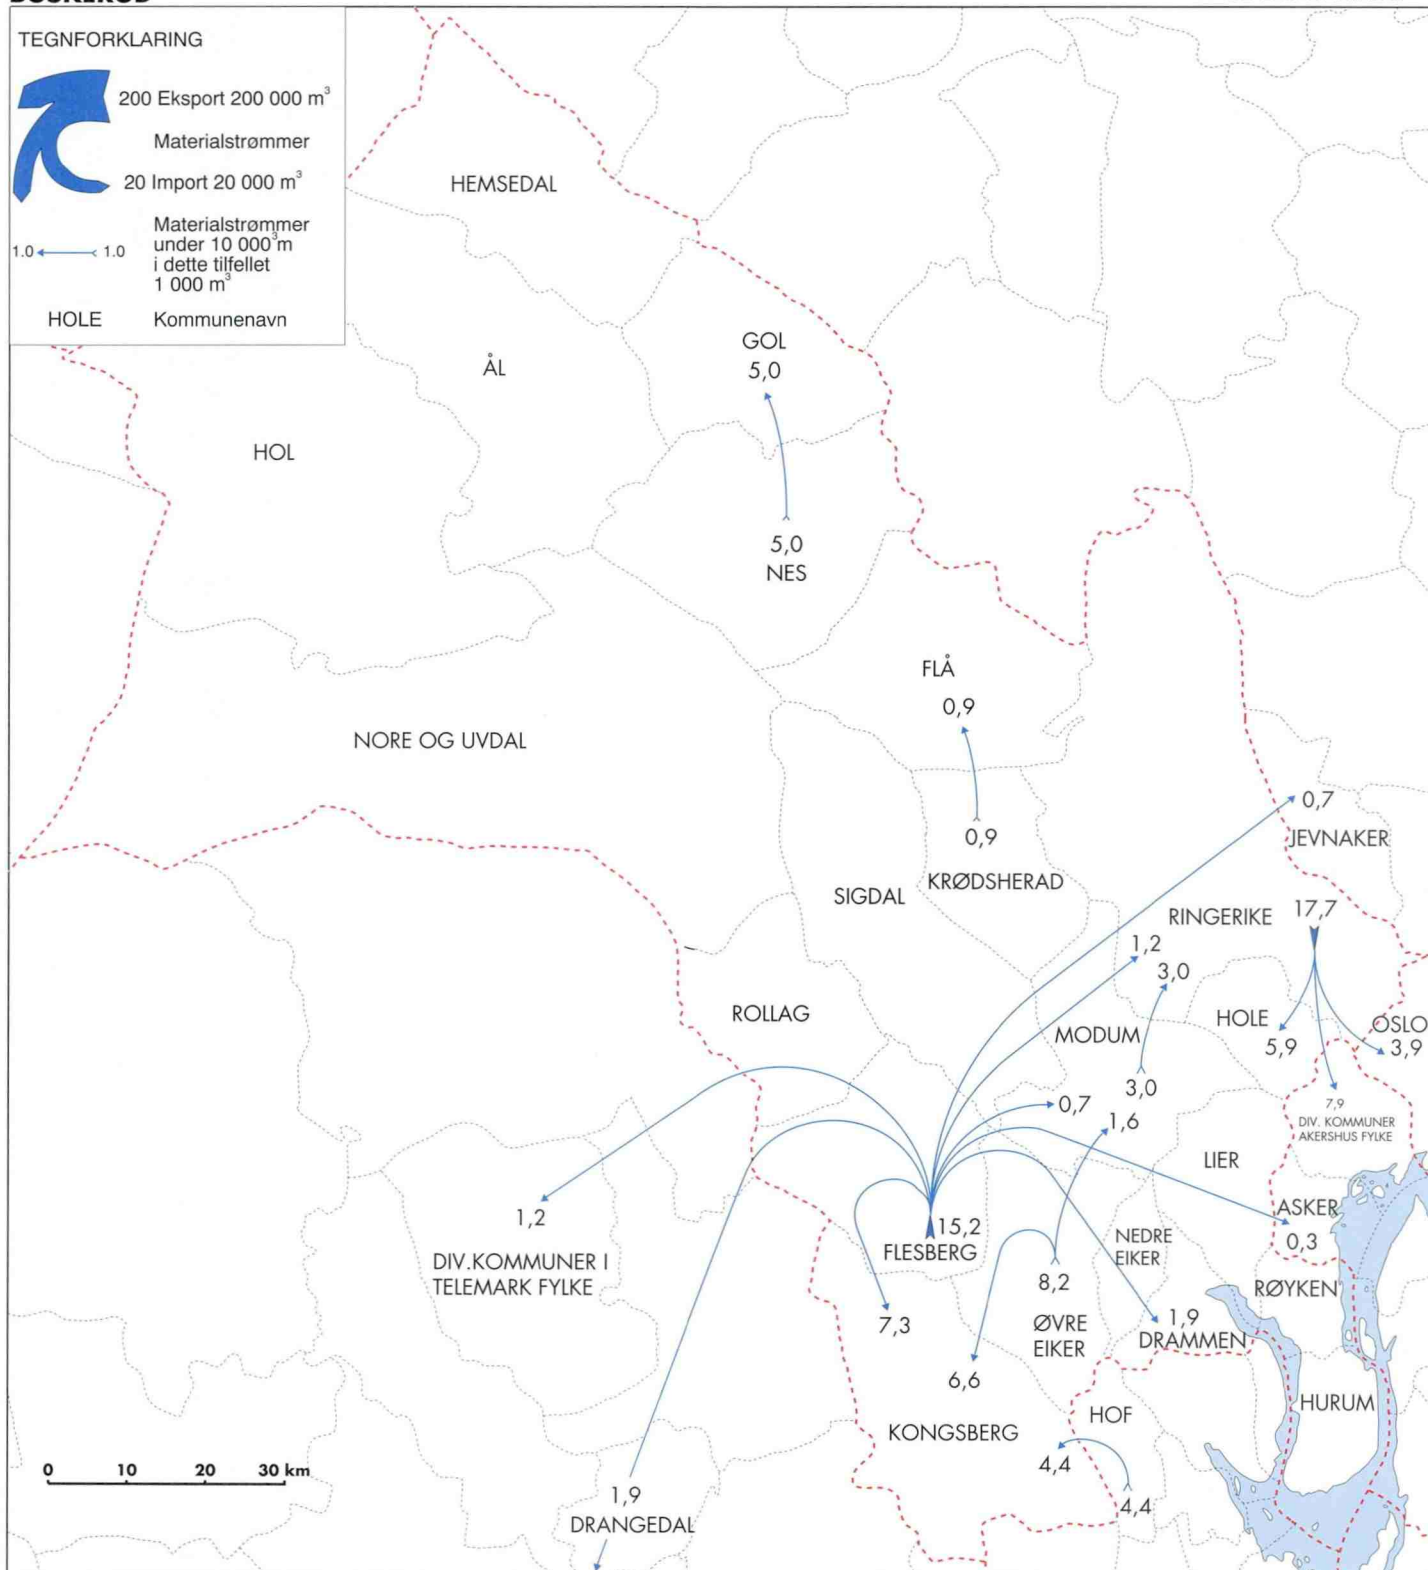 BUSKERUD
TEGNFORKLARING
200 Eksport 200 000 m³
Materialstrømmer
20 Import 20 000 m³
Materialstrømmer
under 10 000³m
i dette tilfellet
1 000 m³
1.0 1.0
HOLE Kommunenavn
HEMSEDAL
GOL
5,0
ÅL
HOL
5,0
NES
FLÅ
0,9
NORE OG UVDAL
0,7
JEVNAKER
0,9
KRØDSHERAD
SIGDAL
RINGERIKE 17,7
1,2
3,0
ROLLAG
HOLE
5,9
OSLO
3,9
MODUM
3,0
0,7
1,6
7,9
DIV. KOMMUNER
AKERSHUS FYLKE
LIER
1,2
ASKER
0,3
15,2
FLESBERG
NEDRE
EIKER
DIV.KOMMUNER I
TELEMARK FYLKE
8,2
ØVRE
EIKER
RØYKEN
7,3
1,9
DRAMMEN
6,6
KONGSBERG
HOF
HURUM
4,4
4,4
0 10 20 30 km
1,9
DRANGEDAL